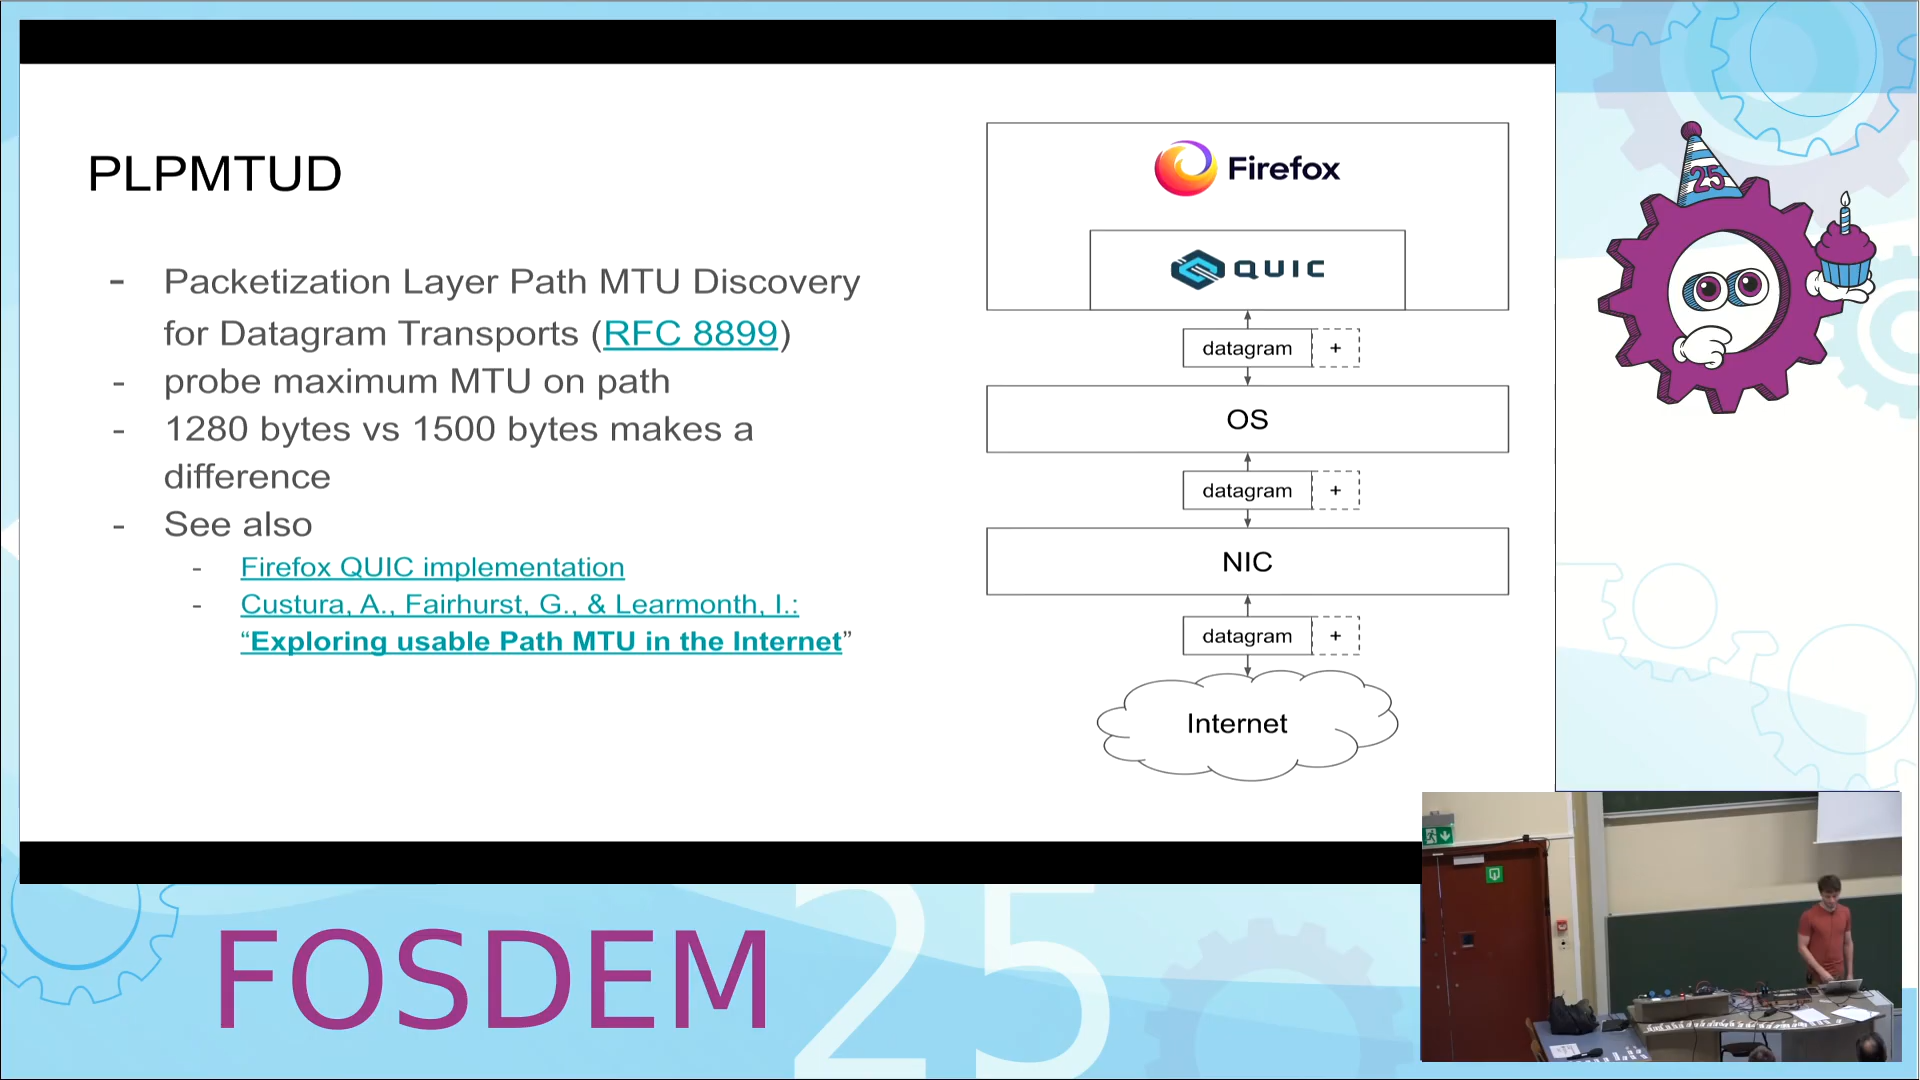 PLPMTUD
- Packetization Layer Path MTU Discovery
for Datagram Transports (RFC 8899)
- probe maximum MTU on path
- 1280 bytes vs 1500 bytes makes a
difference
- See also
- Firefox QUIC implementation
- Custura, A., Fairhurst, G., & Learmonth, I.:
“Exploring usable Path MTU in the Internet”
Firefox
QUIC
datagram +
OS
datagram +
NIC
datagram +
Internet
25
FOSDEM 25